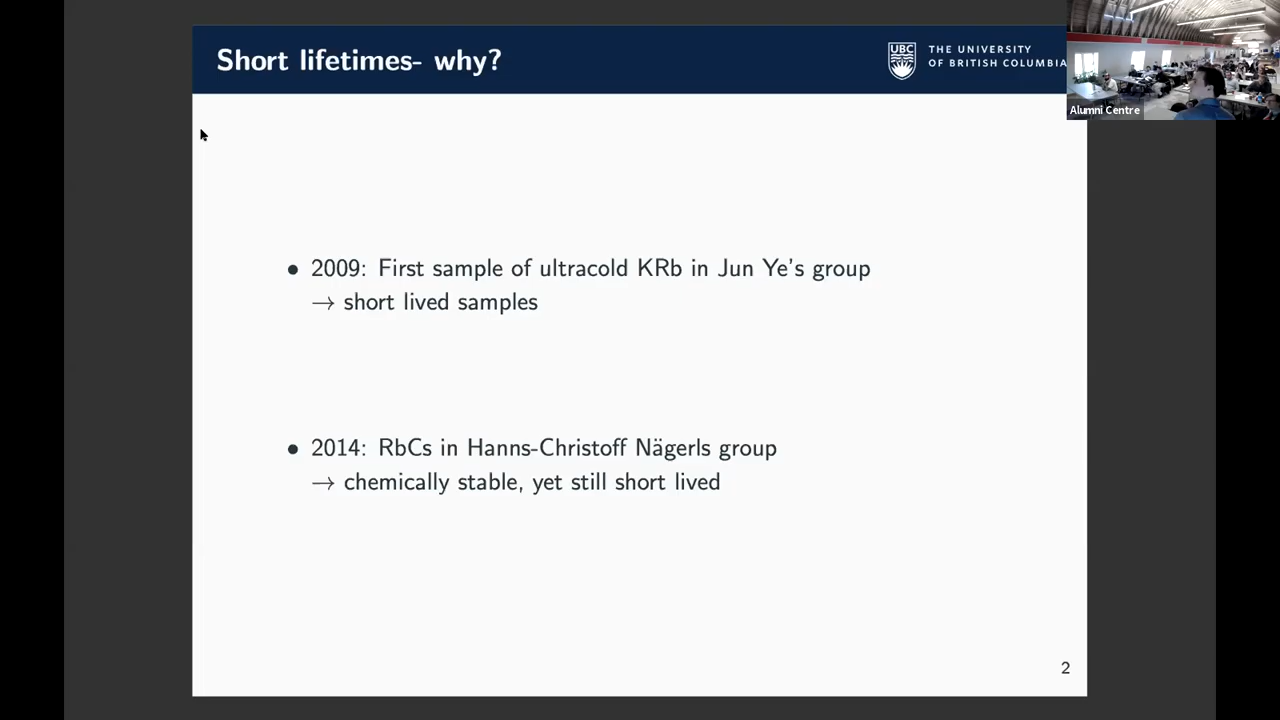 Short lifetimes- why?
UBC
THE UNIVERSITY
OF BRITISH COLUMBIA
Alumni Centre
• 2009: First sample of ultracold KRb in Jun Ye's group
→ short lived samples
• 2014: RbCs in Hanns-Christoff Nägerls group
→ chemically stable, yet still short lived
2